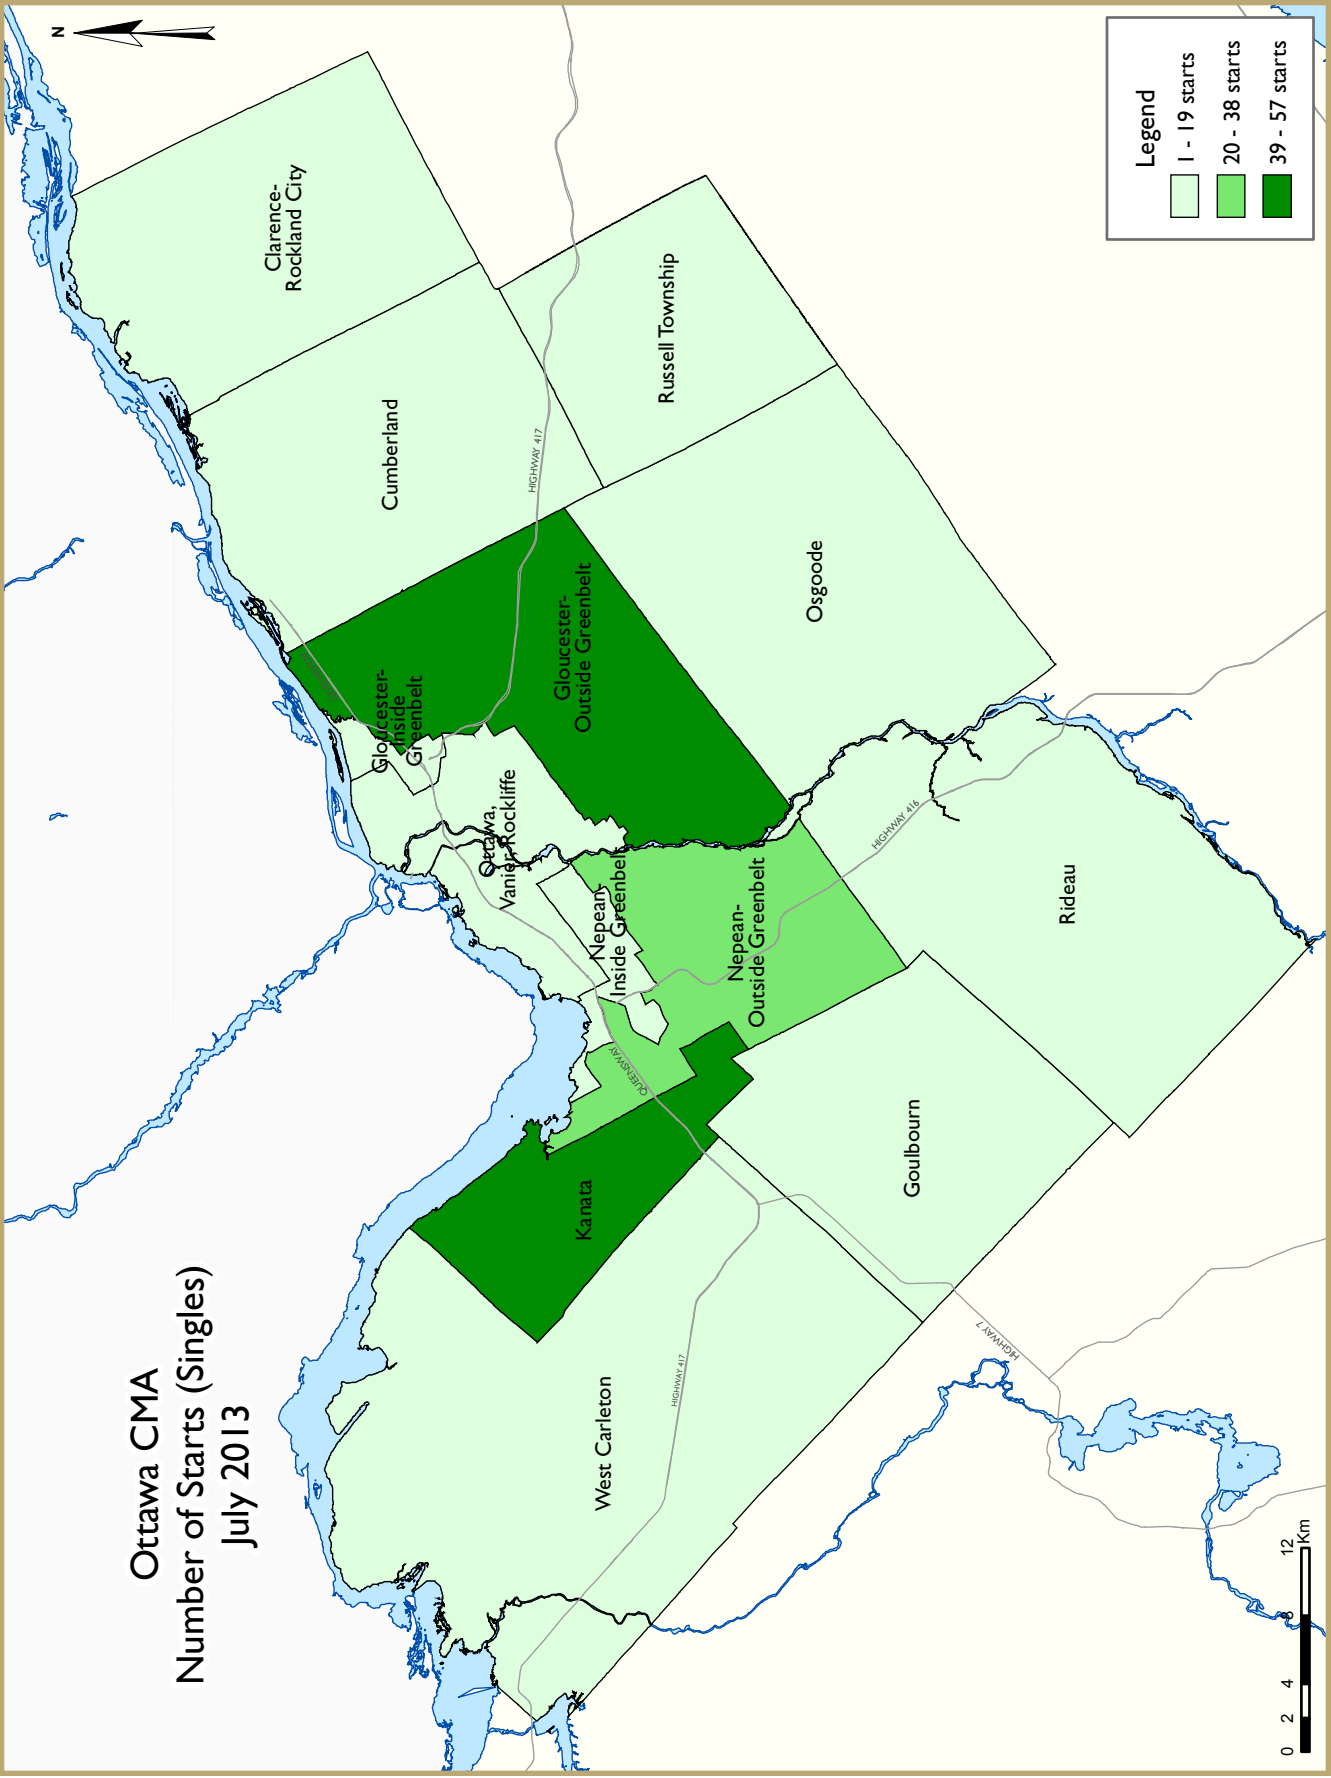 Ottawa CMA
Number of Starts (Singles)
July 2013
N
West Carleton
Kanata
Goulbourn
Rideau
Nepean-
Outside Greenbelt
Nepean-
Inside Greenbelt
Ottawa,
Vanier, Rockliffe
Gloucester-
Inside
Greenbelt
Gloucester-
Outside Greenbelt
Osgoode
Cumberland
Russell Township
Clarence-
Rockland City
HIGHWAY 417
QUEENSWAY
HIGHWAY 7
HIGHWAY 416
HIGHWAY 417
Legend
1 - 19 starts
20 - 38 starts
39 - 57 starts
0 2 4 8 12
Km